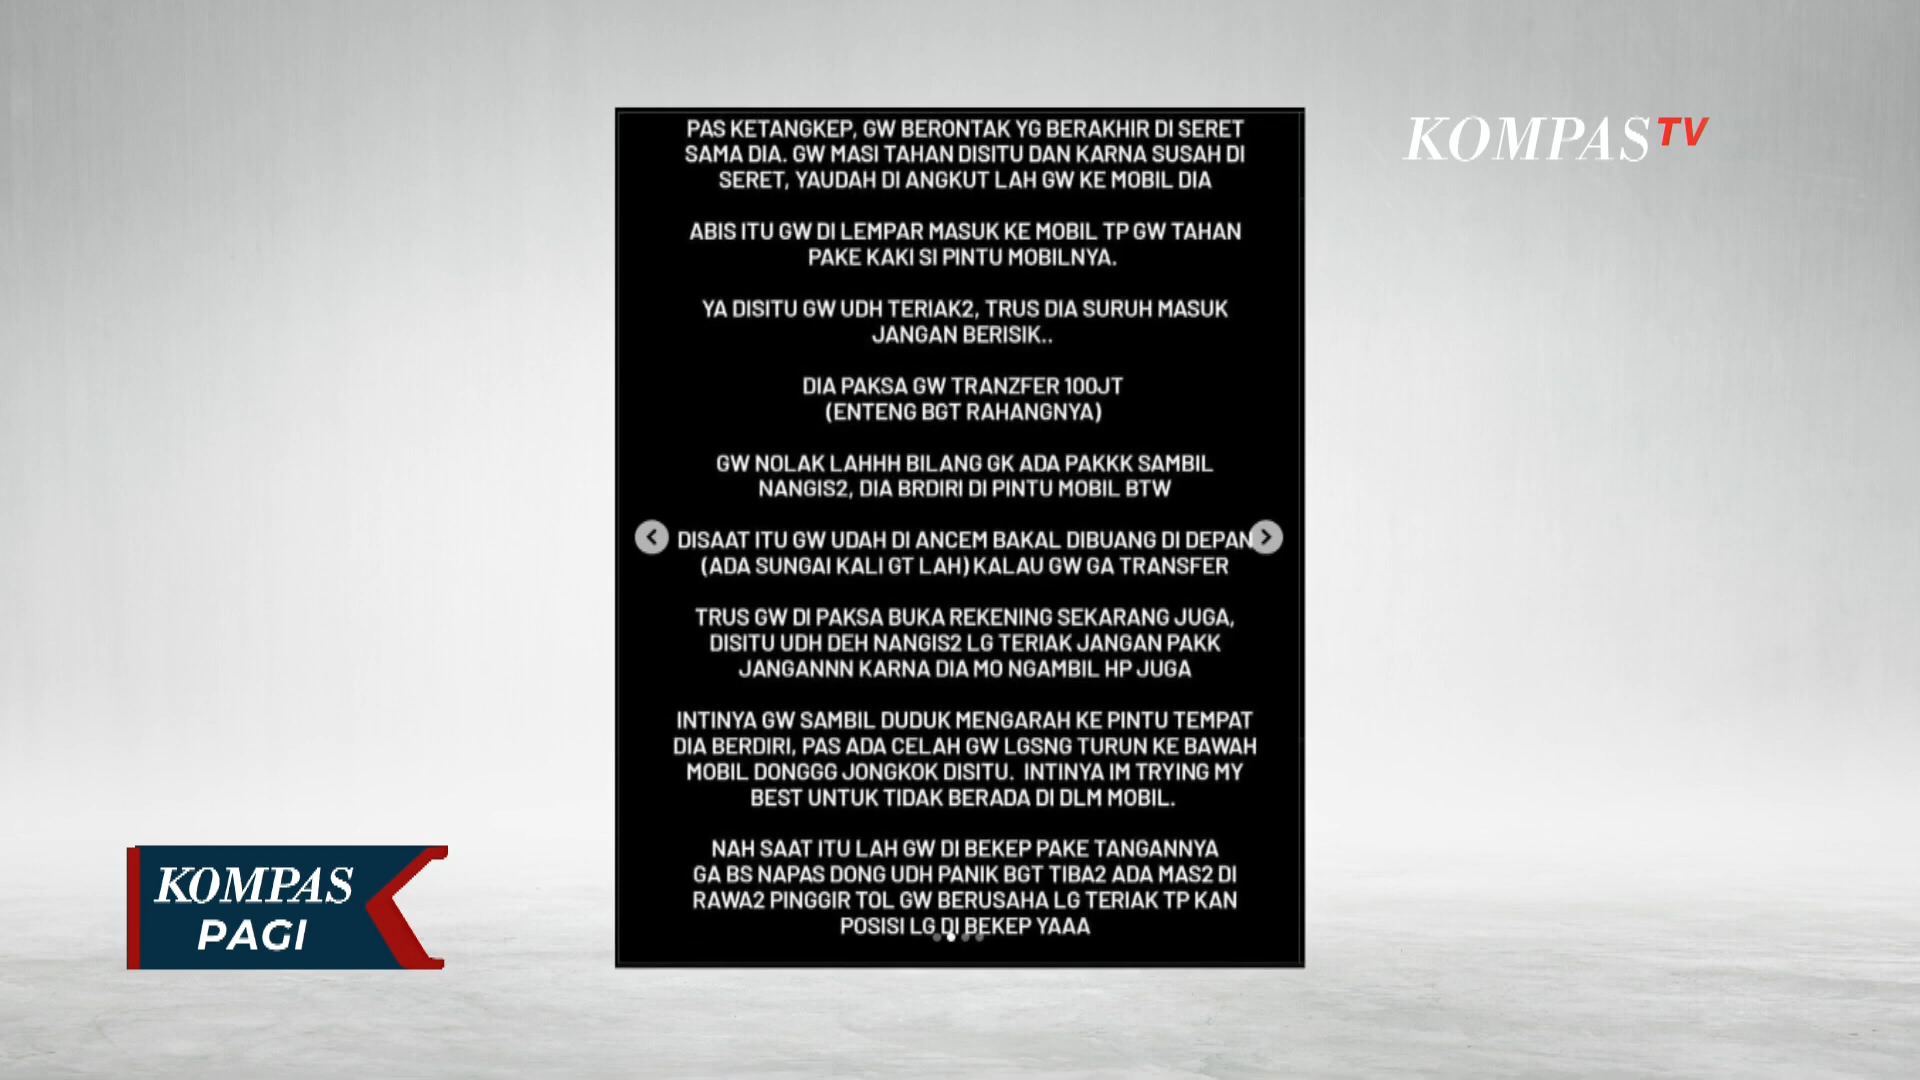 KOMPAS TV
PAS KETANGKEP, GW BERONTAK YG BERAKHIR DI SERET
SAMA DIA. GW MASI TAHAN DISITU DAN KARNA SUSAH DI
SERET, YAUDAH DI ANGKUT LAH GW KE MOBIL DIA
ABIS ITU GW DI LEMPAR MASUK KE MOBIL TP GW TAHAN
PAKE KAKI SI PINTU MOBILNYA.
YA DISITU GW UDH TERIAK2, TRUS DIA SURUH MASUK
JANGAN BERISIK..
DIA PAKSA GW TRANZFER 100JT
(ENTENG BGT RAHANGNYA)
GW NOLAK LAHHH BILANG GK ADA PAKKK SAMBIL
NANGIS2, DIA BRDIRI DI PINTU MOBIL BTW
DISAAT ITU GW UDAH DI ANCEM BAKAL DIBUANG DI DEPAN
(ADA SUNGAI KALI GT LAH) KALAU GW GA TRANSFER
TRUS GW DI PAKSA BUKA REKENING SEKARANG JUGA,
DISITU UDH DEH NANGIS2 LG TERIAK JANGAN PAKK
JANGANNN KARNA DIA MO NGAMBIL HP JUGA
INTINYA GW SAMBIL DUDUK MENGARAH KE PINTU TEMPAT
DIA BERDIRI, PAS ADA CELAH GW LGSNG TURUN KE BAWAH
MOBIL DONGGG JONGKOK DISITU. INTINYA IM TRYING MY
BEST UNTUK TIDAK BERADA DI DLM MOBIL.
NAH SAAT ITU LAH GW DI BEKEP PAKE TANGANNYA
GA BS NAPAS DONG UDH PANIK BGT TIBA2 ADA MAS2 DI
RAWA2 PINGGIR TOL GW BERUSAHA LG TERIAK TP KAN
POSISI LG DI BEKEP YAAA
KOMPAS
PAGI